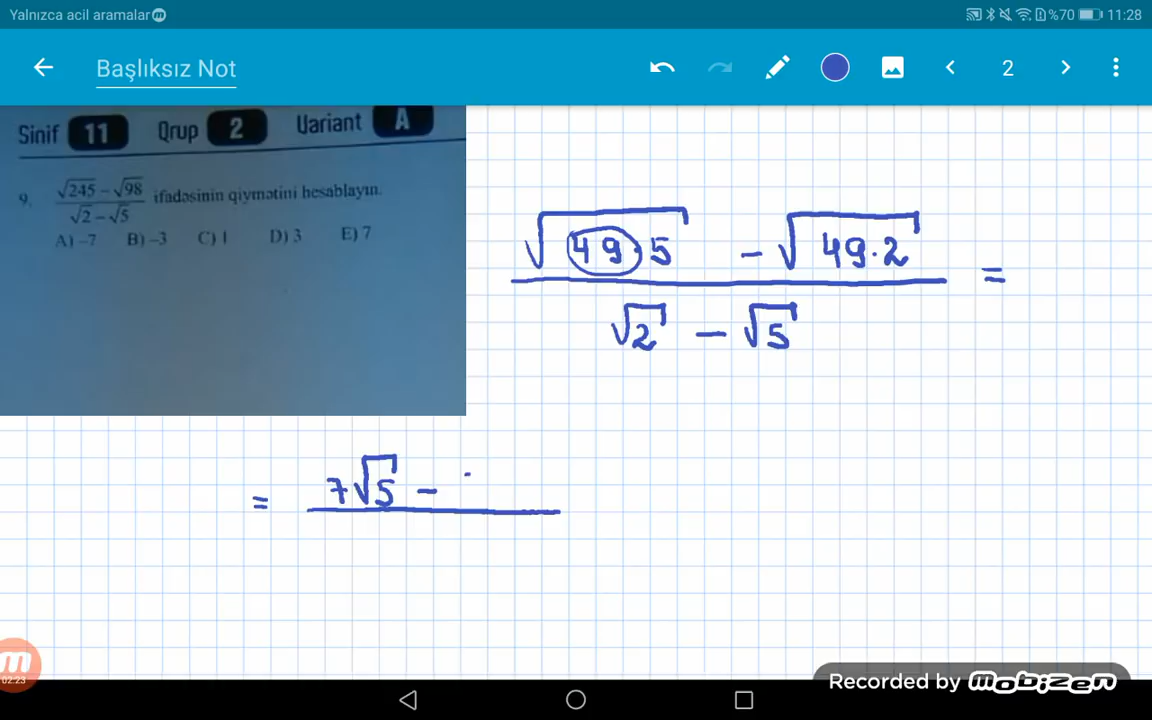 Yalnızca acil aramalar %70 11:28
Başlıksız Not 2
Sinif 11 Qrup 2 Variant A
9. (√245 − √98)/(√2 − √5) ifadəsinin qiymətini hesablayın.
A) −7 B) −3 C) 1 D) 3 E) 7
√49·5 − √49·2 =
√2 − √5
= 7√5 −
02:23
Recorded by mobizen